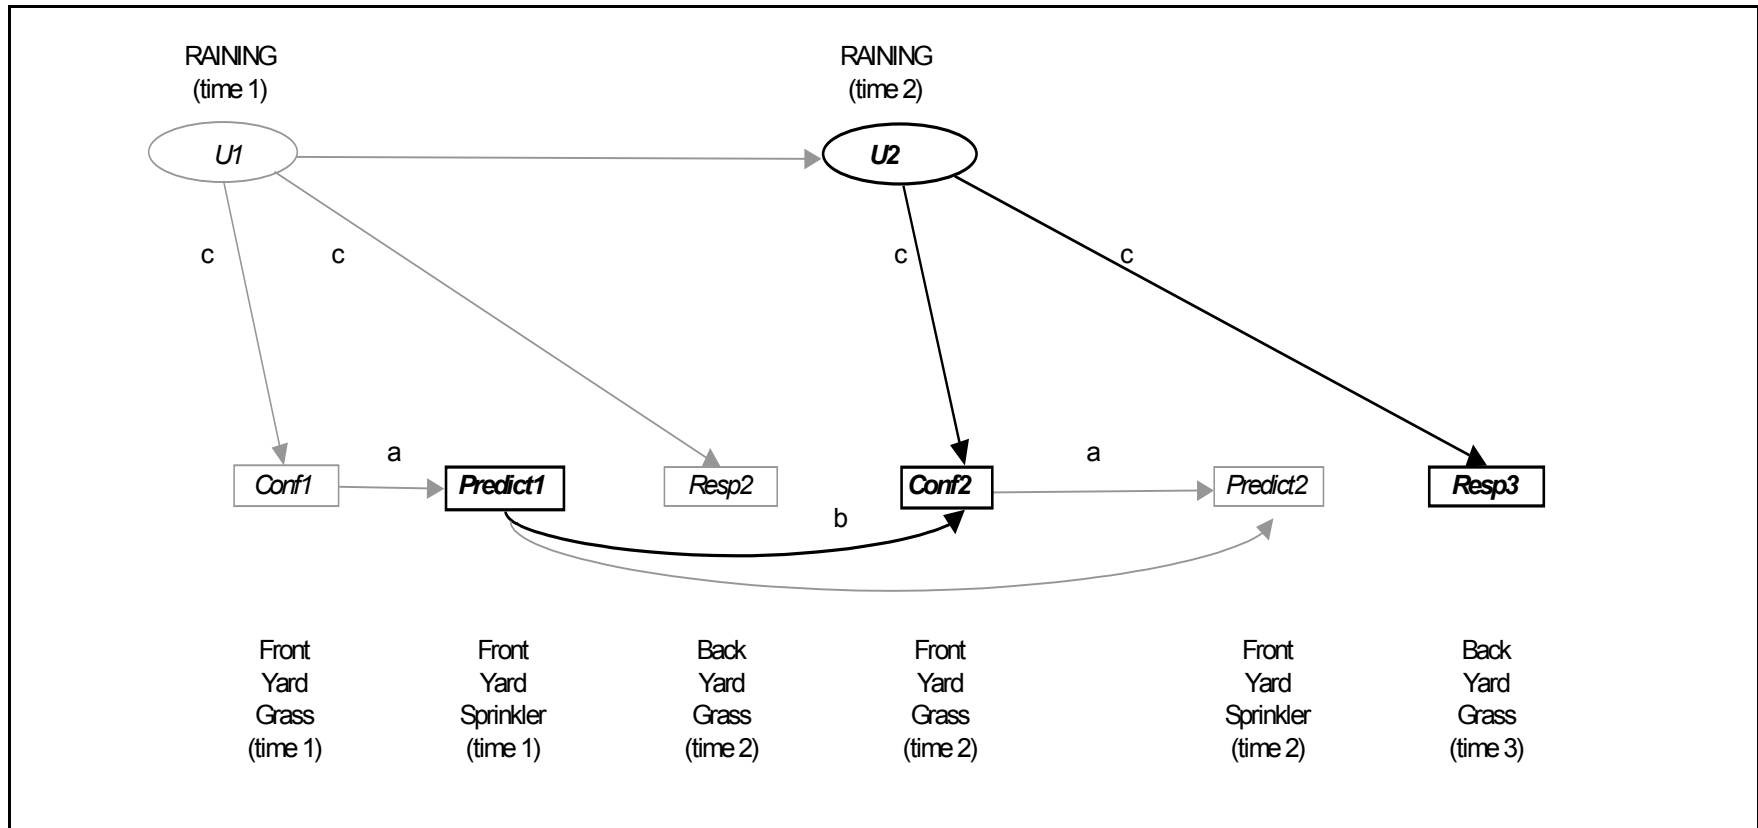 RAINING
(time 1)
RAINING
(time 2)
U1
U2
c
c
c
c
a
a
Conf1
Predict1
Resp2
Conf2
Predict2
Resp3
b
Front
Yard
Grass
(time 1)
Front
Yard
Sprinkler
(time 1)
Back
Yard
Grass
(time 2)
Front
Yard
Grass
(time 2)
Front
Yard
Sprinkler
(time 2)
Back
Yard
Grass
(time 3)